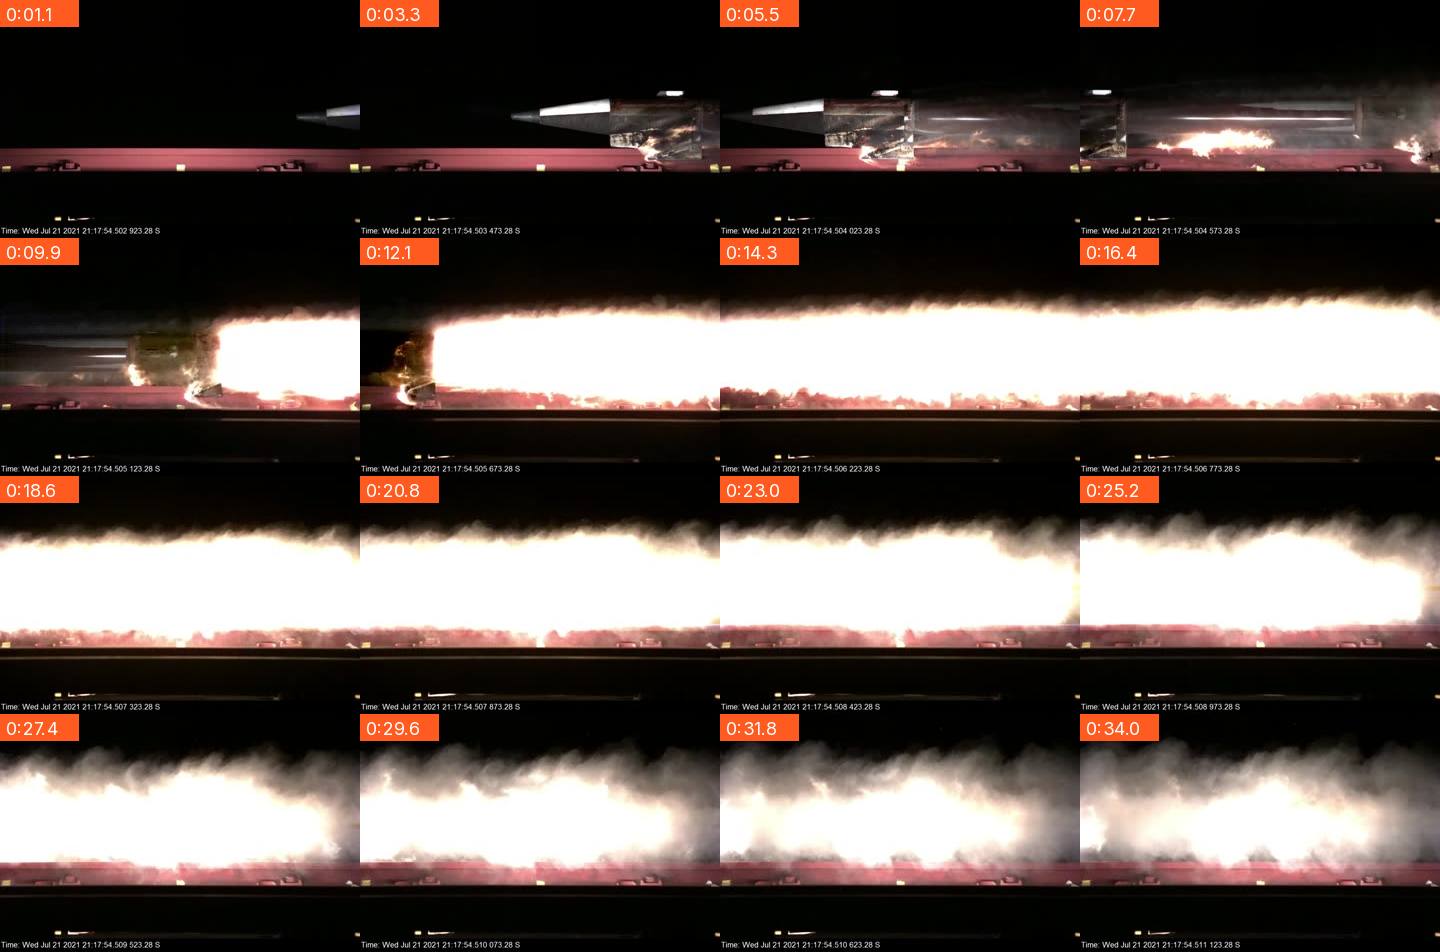 0:01.1 0:03.3 0:05.5 0:07.7
Time: Wed Jul 21 2021 21:17:54.502 923.28 S Time: Wed Jul 21 2021 21:17:54.503 473.28 S Time: Wed Jul 21 2021 21:17:54.504 023.28 S Time: Wed Jul 21 2021 21:17:54.504 573.28 S
0:09.9 0:12.1 0:14.3 0:16.4
Time: Wed Jul 21 2021 21:17:54.505 123.28 S Time: Wed Jul 21 2021 21:17:54.505 673.28 S Time: Wed Jul 21 2021 21:17:54.506 223.28 S Time: Wed Jul 21 2021 21:17:54.506 773.28 S
0:18.6 0:20.8 0:23.0 0:25.2
Time: Wed Jul 21 2021 21:17:54.507 323.28 S Time: Wed Jul 21 2021 21:17:54.507 873.28 S Time: Wed Jul 21 2021 21:17:54.508 423.28 S Time: Wed Jul 21 2021 21:17:54.508 973.28 S
0:27.4 0:29.6 0:31.8 0:34.0
Time: Wed Jul 21 2021 21:17:54.509 523.28 S Time: Wed Jul 21 2021 21:17:54.510 073.28 S Time: Wed Jul 21 2021 21:17:54.510 623.28 S Time: Wed Jul 21 2021 21:17:54.511 123.28 S